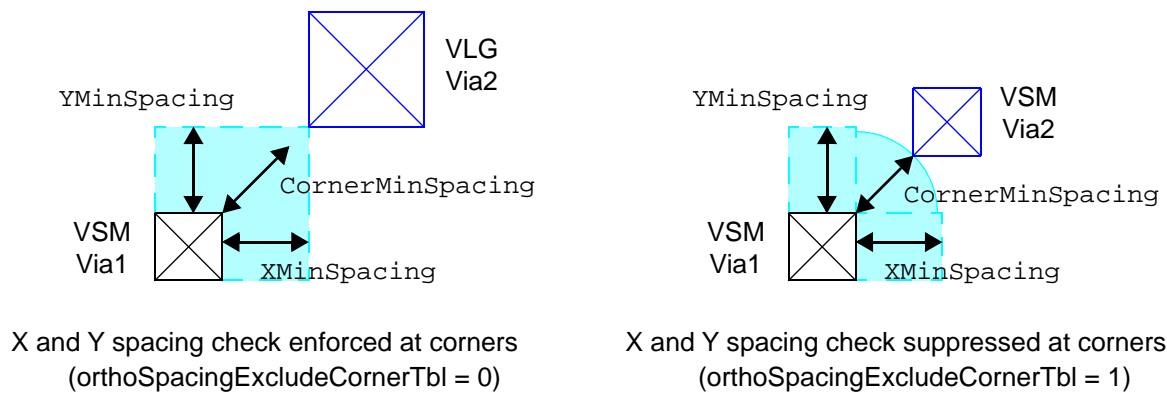 VLG
Via2
YMinSpacing
CornerMinSpacing
VSM
Via1
XMinSpacing
X and Y spacing check enforced at corners
(orthoSpacingExcludeCornerTbl = 0)
VSM
Via2
YMinSpacing
CornerMinSpacing
VSM
Via1
XMinSpacing
X and Y spacing check suppressed at corners
(orthoSpacingExcludeCornerTbl = 1)